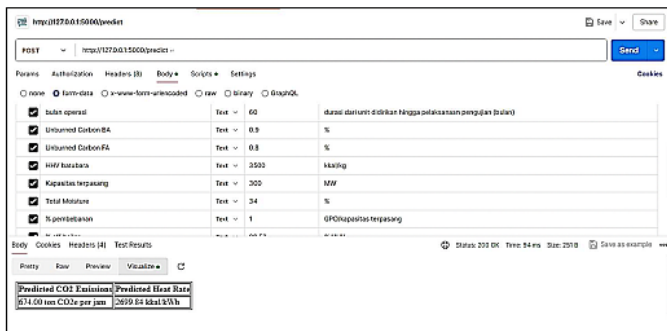 http://127.0.0.1:5000/predict
Save
Share
POST
http://127.0.0.1:5000/predict
Send
Params Authorization Headers (8) Body Scripts Settings Cookies
none form-data x-www-form-urlencoded raw binary GraphQL
bulan operasi Text 60 durasi dari unit didirikan hingga pelaksanaan pengujian (bulan)
Unburned Carbon BA Text 0.9 %
Unburned Carbon FA Text 0.8 %
HHV batubara Text 3500 kkal/kg
Kapasitas terpasang Text 300 MW
Total Moisture Text 34 %
% pembebanan Text 1 GPO/kapasitas terpasang
Body Cookies Headers (4) Test Results Status: 200 OK Time: 94 ms Size: 251 B Save as example
Pretty Raw Preview Visualize
Predicted CO2 Emissions Predicted Heat Rate
674.00 ton CO2e per jam 2699.84 kkal/kWh